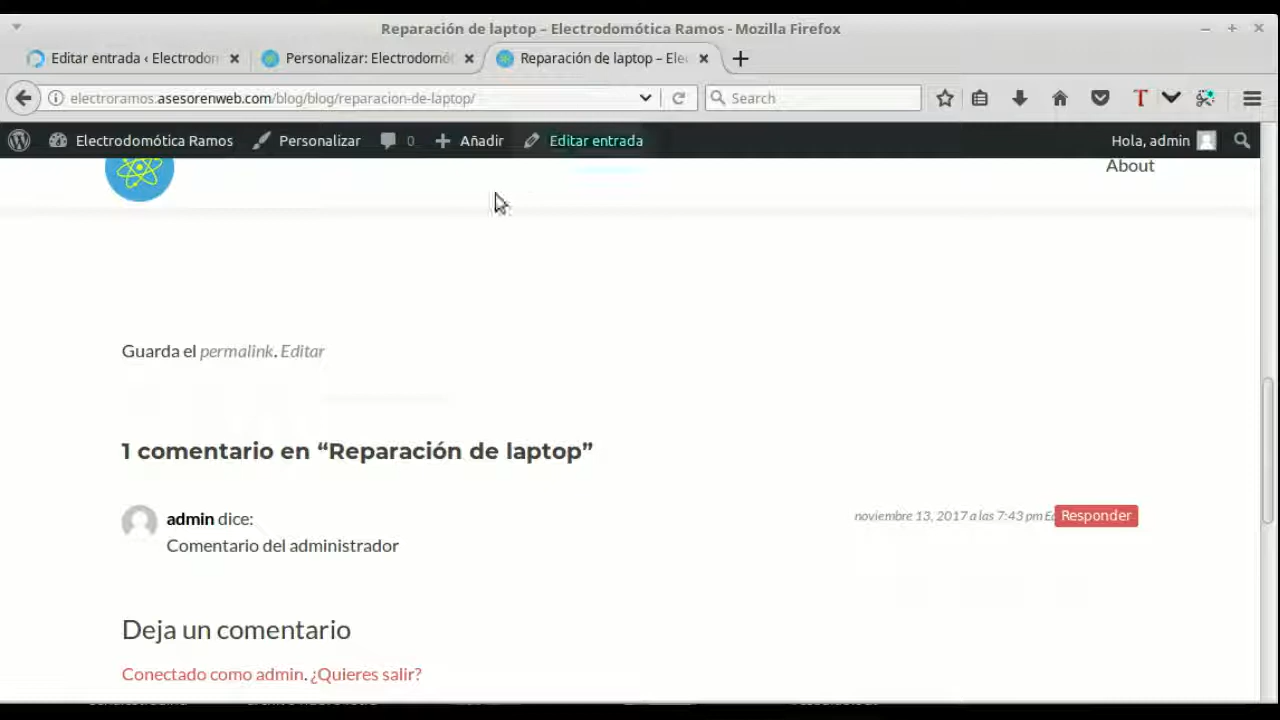 Reparación de laptop – Electrodomótica Ramos - Mozilla Firefox
Editar entrada ‹ Electrodon
Personalizar: Electrodomót
Reparación de laptop – Elec
electroramos.asesorenweb.com/blog/blog/reparacion-de-laptop/
Search
Electrodomótica Ramos
Personalizar
0
Añadir
Editar entrada
Hola, admin
About
Guarda el permalink. Editar
1 comentario en “Reparación de laptop”
admin dice:
noviembre 13, 2017 a las 7:43 pm
Responder
Comentario del administrador
Deja un comentario
Conectado como admin. ¿Quieres salir?